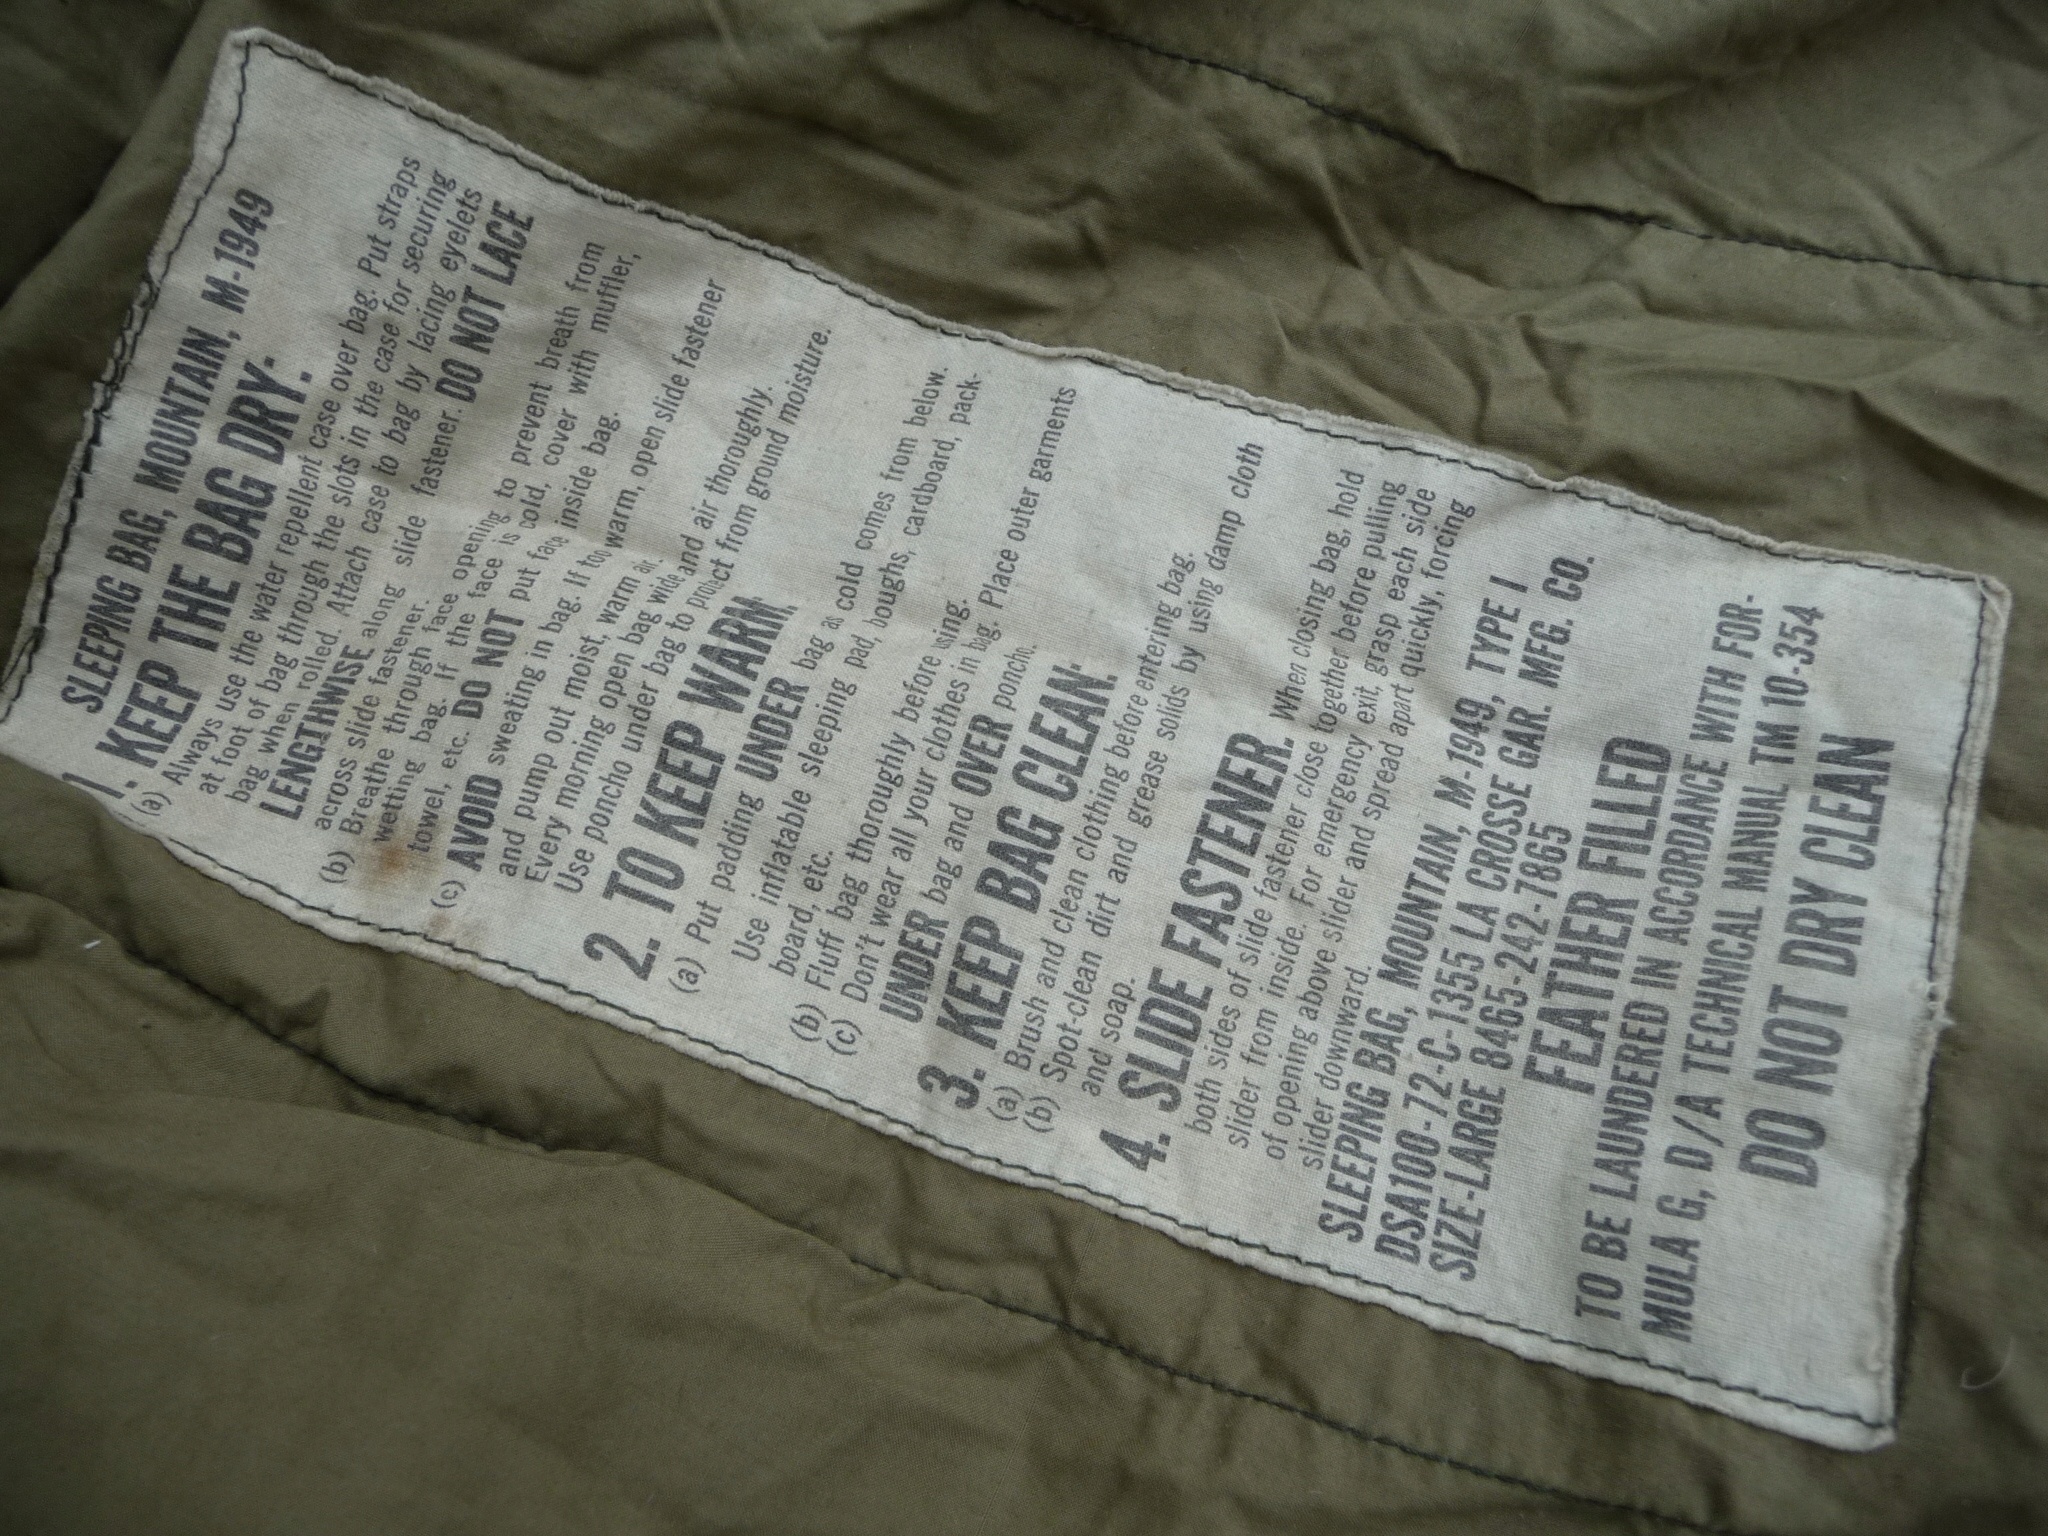 SLEEPING BAG, MOUNTAIN, M-1949
1. KEEP THE BAG DRY:
(a) Always use the water repellent case over bag. Put straps
at foot of bag through the slots in the case for securing
bag when rolled. Attach case to bag by lacing eyelets
LENGTHWISE along slide fastener. DO NOT LACE
across slide fastener.
(b) Breathe through face opening to prevent breath from
wetting bag. If the face is cold, cover with muffler,
towel, etc. DO NOT put face inside bag.
(c) AVOID sweating in bag. If too warm, open slide fastener
and pump out moist, warm air.
Every morning open bag wide and air thoroughly.
Use poncho under bag to protect from ground moisture.
2. TO KEEP WARM.
(a) Put padding UNDER bag as cold comes from below.
Use inflatable sleeping pad, boughs, cardboard, pack-
board, etc.
(b) Fluff bag thoroughly before using.
(c) Don't wear all your clothes in bag. Place outer garments
UNDER bag and OVER poncho.
3. KEEP BAG CLEAN.
(a) Brush and clean clothing before entering bag.
(b) Spot-clean dirt and grease solids by using damp cloth
and soap.
4. SLIDE FASTENER. When closing bag, hold
both sides of slide fastener close together before pulling
slider from inside. For emergency exit, grasp each side
of opening above slider and spread apart quickly, forcing
slider downward.
SLEEPING BAG, MOUNTAIN, M-1949, TYPE I
DSA100-72-C-1355 LA CROSSE GAR. MFG. CO.
SIZE-LARGE 8465-242-7865
FEATHER FILLED
TO BE LAUNDERED IN ACCORDANCE WITH FOR-
MULA G, D/A TECHNICAL MANUAL TM 10-354
DO NOT DRY CLEAN